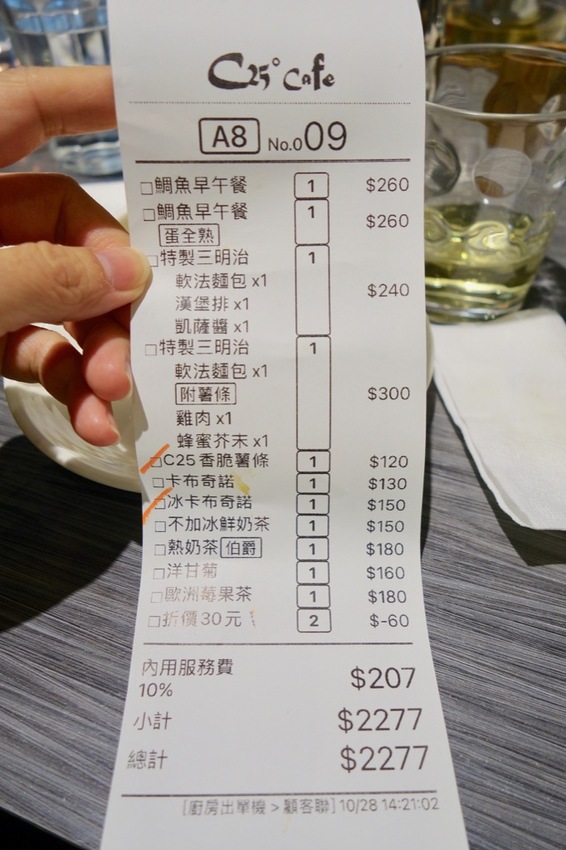 C25° Cafe
A8 No.009
□鯛魚早午餐 1 $260
□鯛魚早午餐 1 $260
蛋全熟
□特製三明治 1 $240
軟法麵包 x1
漢堡排 x1
凱薩醬 x1
□特製三明治 1 $300
軟法麵包 x1
附薯條
雞肉 x1
蜂蜜芥末 x1
□C25香脆薯條 1 $120
□卡布奇諾 1 $130
□冰卡布奇諾 1 $150
□不加冰鮮奶茶 1 $150
□熱奶茶 伯爵 1 $180
□洋甘菊 1 $160
□歐洲莓果茶 1 $180
□折價30元 2 $-60
內用服務費
10% $207
小計 $2277
總計 $2277
[廚房出單機 > 顧客聯] 10/28 14:21:02